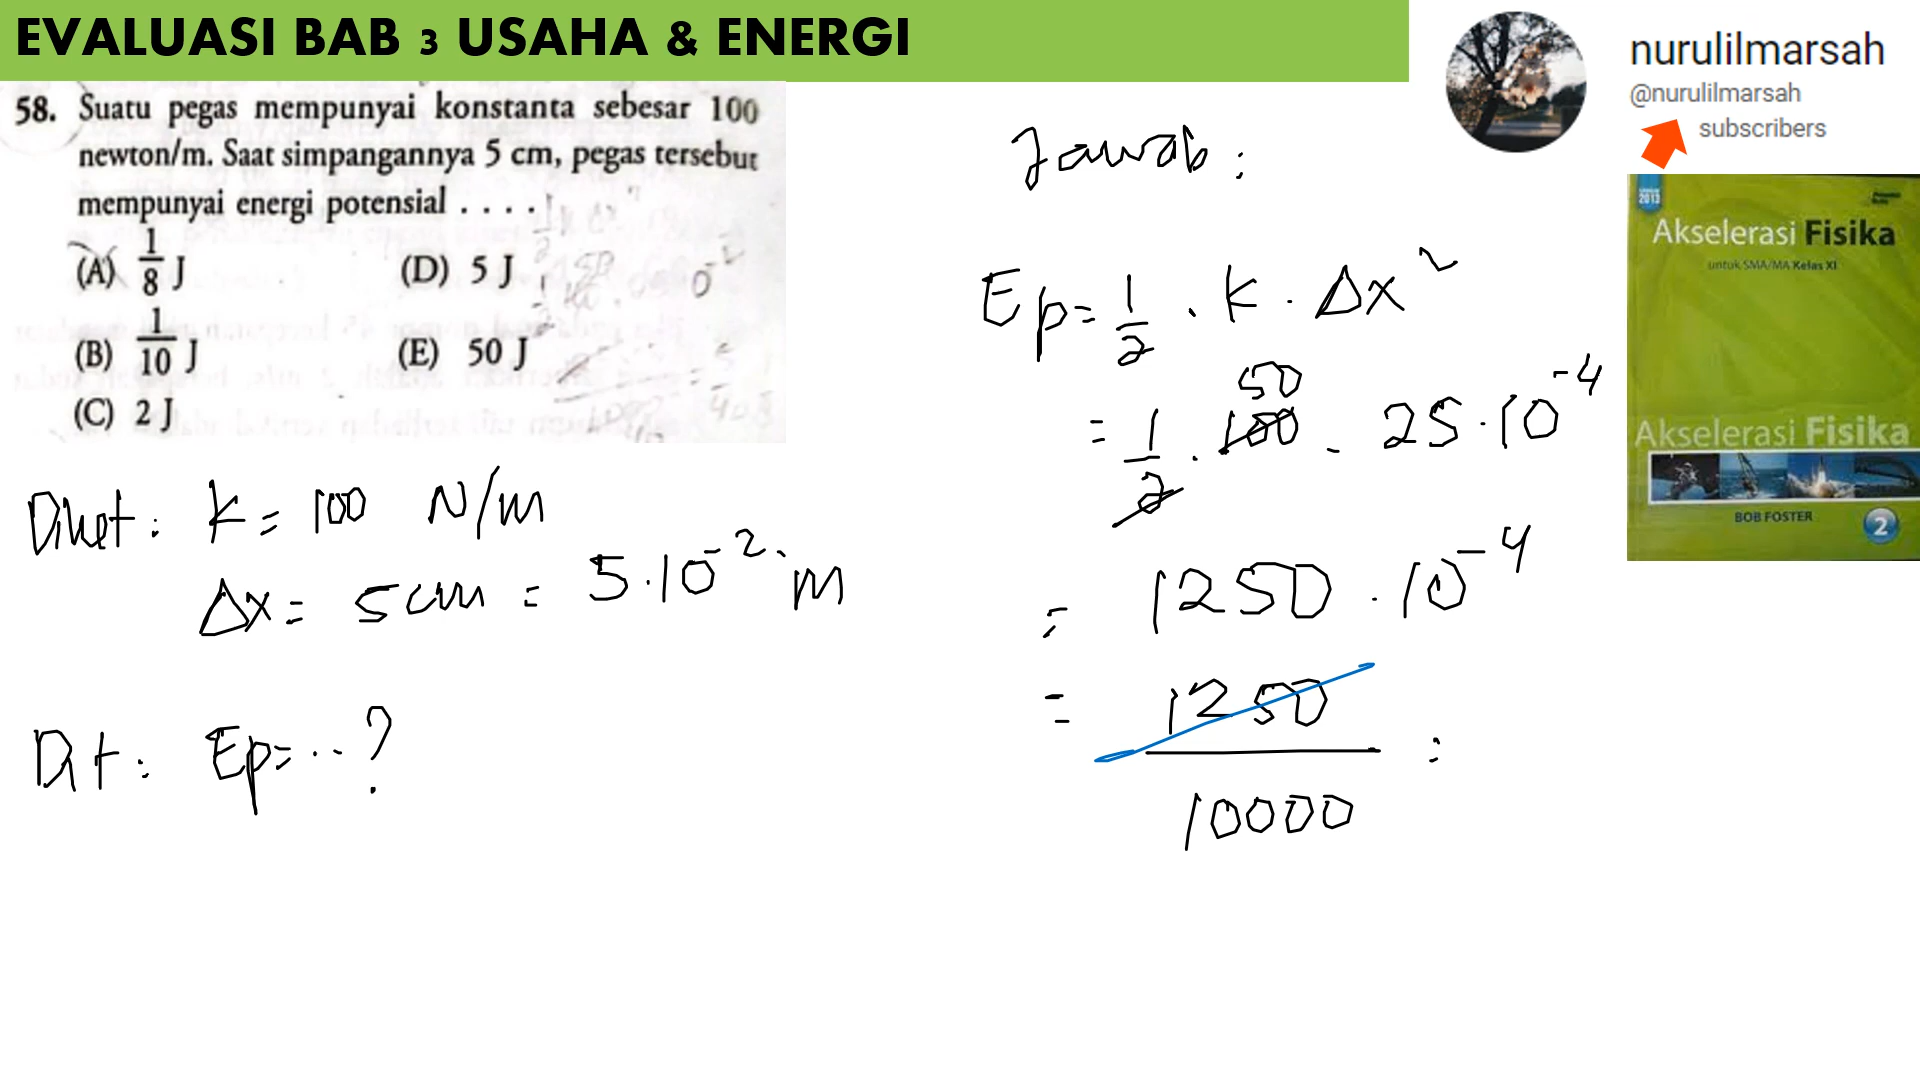 EVALUASI BAB 3 USAHA & ENERGI
nurulilmarsah
@nurulilmarsah
subscribers
58. Suatu pegas mempunyai konstanta sebesar 100
newton/m. Saat simpangannya 5 cm, pegas tersebut
mempunyai energi potensial . . . .
(A) 1/8 J
(D) 5 J
(B) 1/10 J
(E) 50 J
(C) 2 J
Diket : k = 100 N/m
Δx = 5 cm = 5 . 10⁻² m
Dit : Ep = ... ?
Jawab :
Ep = 1/2 . k . Δx²
= 1/2 . 100 50 . 25 . 10⁻⁴
= 1250 . 10⁻⁴
= 1250/10000 =
2013
Akselerasi Fisika
untuk SMA/MA Kelas XI
Akselerasi Fisika
BOB FOSTER
2